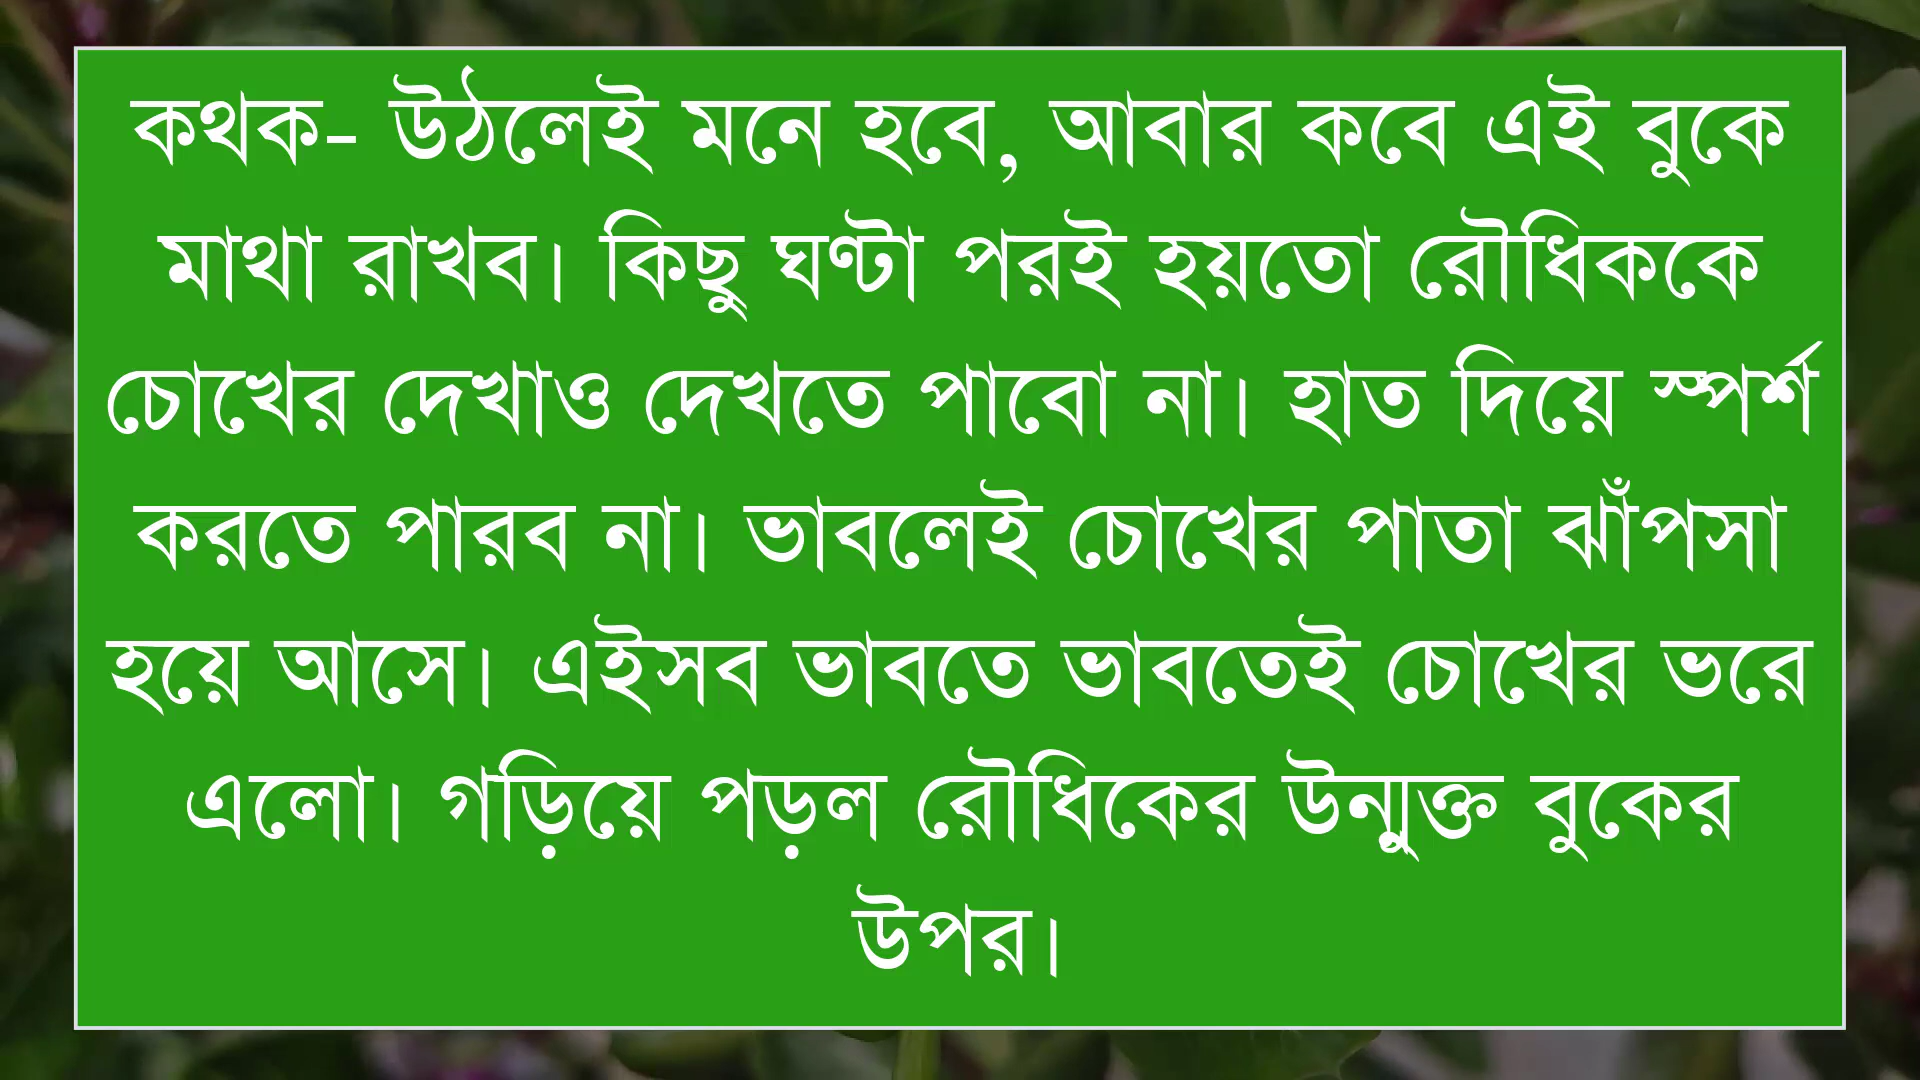 কথক- উঠলেই মনে হবে, আবার কবে এই বুকে
মাথা রাখব। কিছু ঘণ্টা পরই হয়তো রৌধিককে
চোখের দেখাও দেখতে পাবো না। হাত দিয়ে স্পর্শ
করতে পারব না। ভাবলেই চোখের পাতা ঝাঁপসা
হয়ে আসে। এইসব ভাবতে ভাবতেই চোখের ভরে
এলো। গড়িয়ে পড়ল রৌধিকের উন্মুক্ত বুকের
উপর।